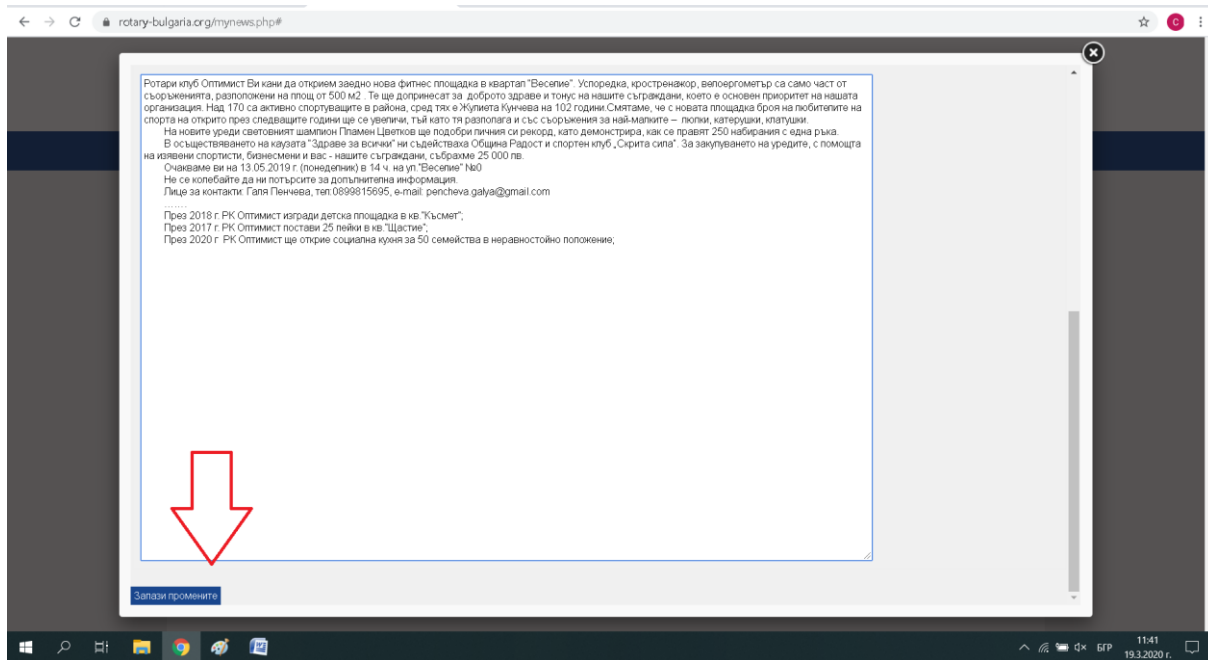 rotary-bulgaria.org/mynews.php#
C
Ротари клуб Оптимист Ви кани да открием заедно нова фитнес площадка в квартал "Веселие". Успоредка, кростренажор, велоергометър са само част от
съоръженията, разположени на площ от 500 м2 . Те ще допринесат за доброто здраве и тонус на нашите съграждани, което е основен приоритет на нашата
организация. Над 170 са активно спортуващите в района, сред тях е Жулиета Кунчева на 102 години.Смятаме, че с новата площадка броя на любителите на
спорта на открито през следващите години ще се увеличи, тъй като тя разполага и със съоръжения за най-малките – люлки, катерушки, клатушки.
На новите уреди световният шампион Пламен Цветков ще подобри личния си рекорд, като демонстрира, как се правят 250 набирания с една ръка.
В осъществяването на каузата "Здраве за всички" ни съдействаха Община Радост и спортен клуб „Скрита сила". За закупуването на уредите, с помощта
на изявени спортисти, бизнесмени и вас - нашите съграждани, събрахме 25 000 лв.
Очакваме ви на 13.05.2019 г. (понеделник) в 14 ч. на ул."Веселие" №0
Не се колебайте да ни потърсите за допълнителна информация.
Лице за контакти: Галя Пенчева, тел:0899815695, e-mail: pencheva.galya@gmail.com
.......
През 2018 г. РК Оптимист изгради детска площадка в кв."Късмет";
През 2017 г. РК Оптимист постави 25 пейки в кв."Щастие";
През 2020 г. РК Оптимист ще открие социална кухня за 50 семейства в неравностойно положение;
Запази промените
БГР
11:41
19.3.2020 г.